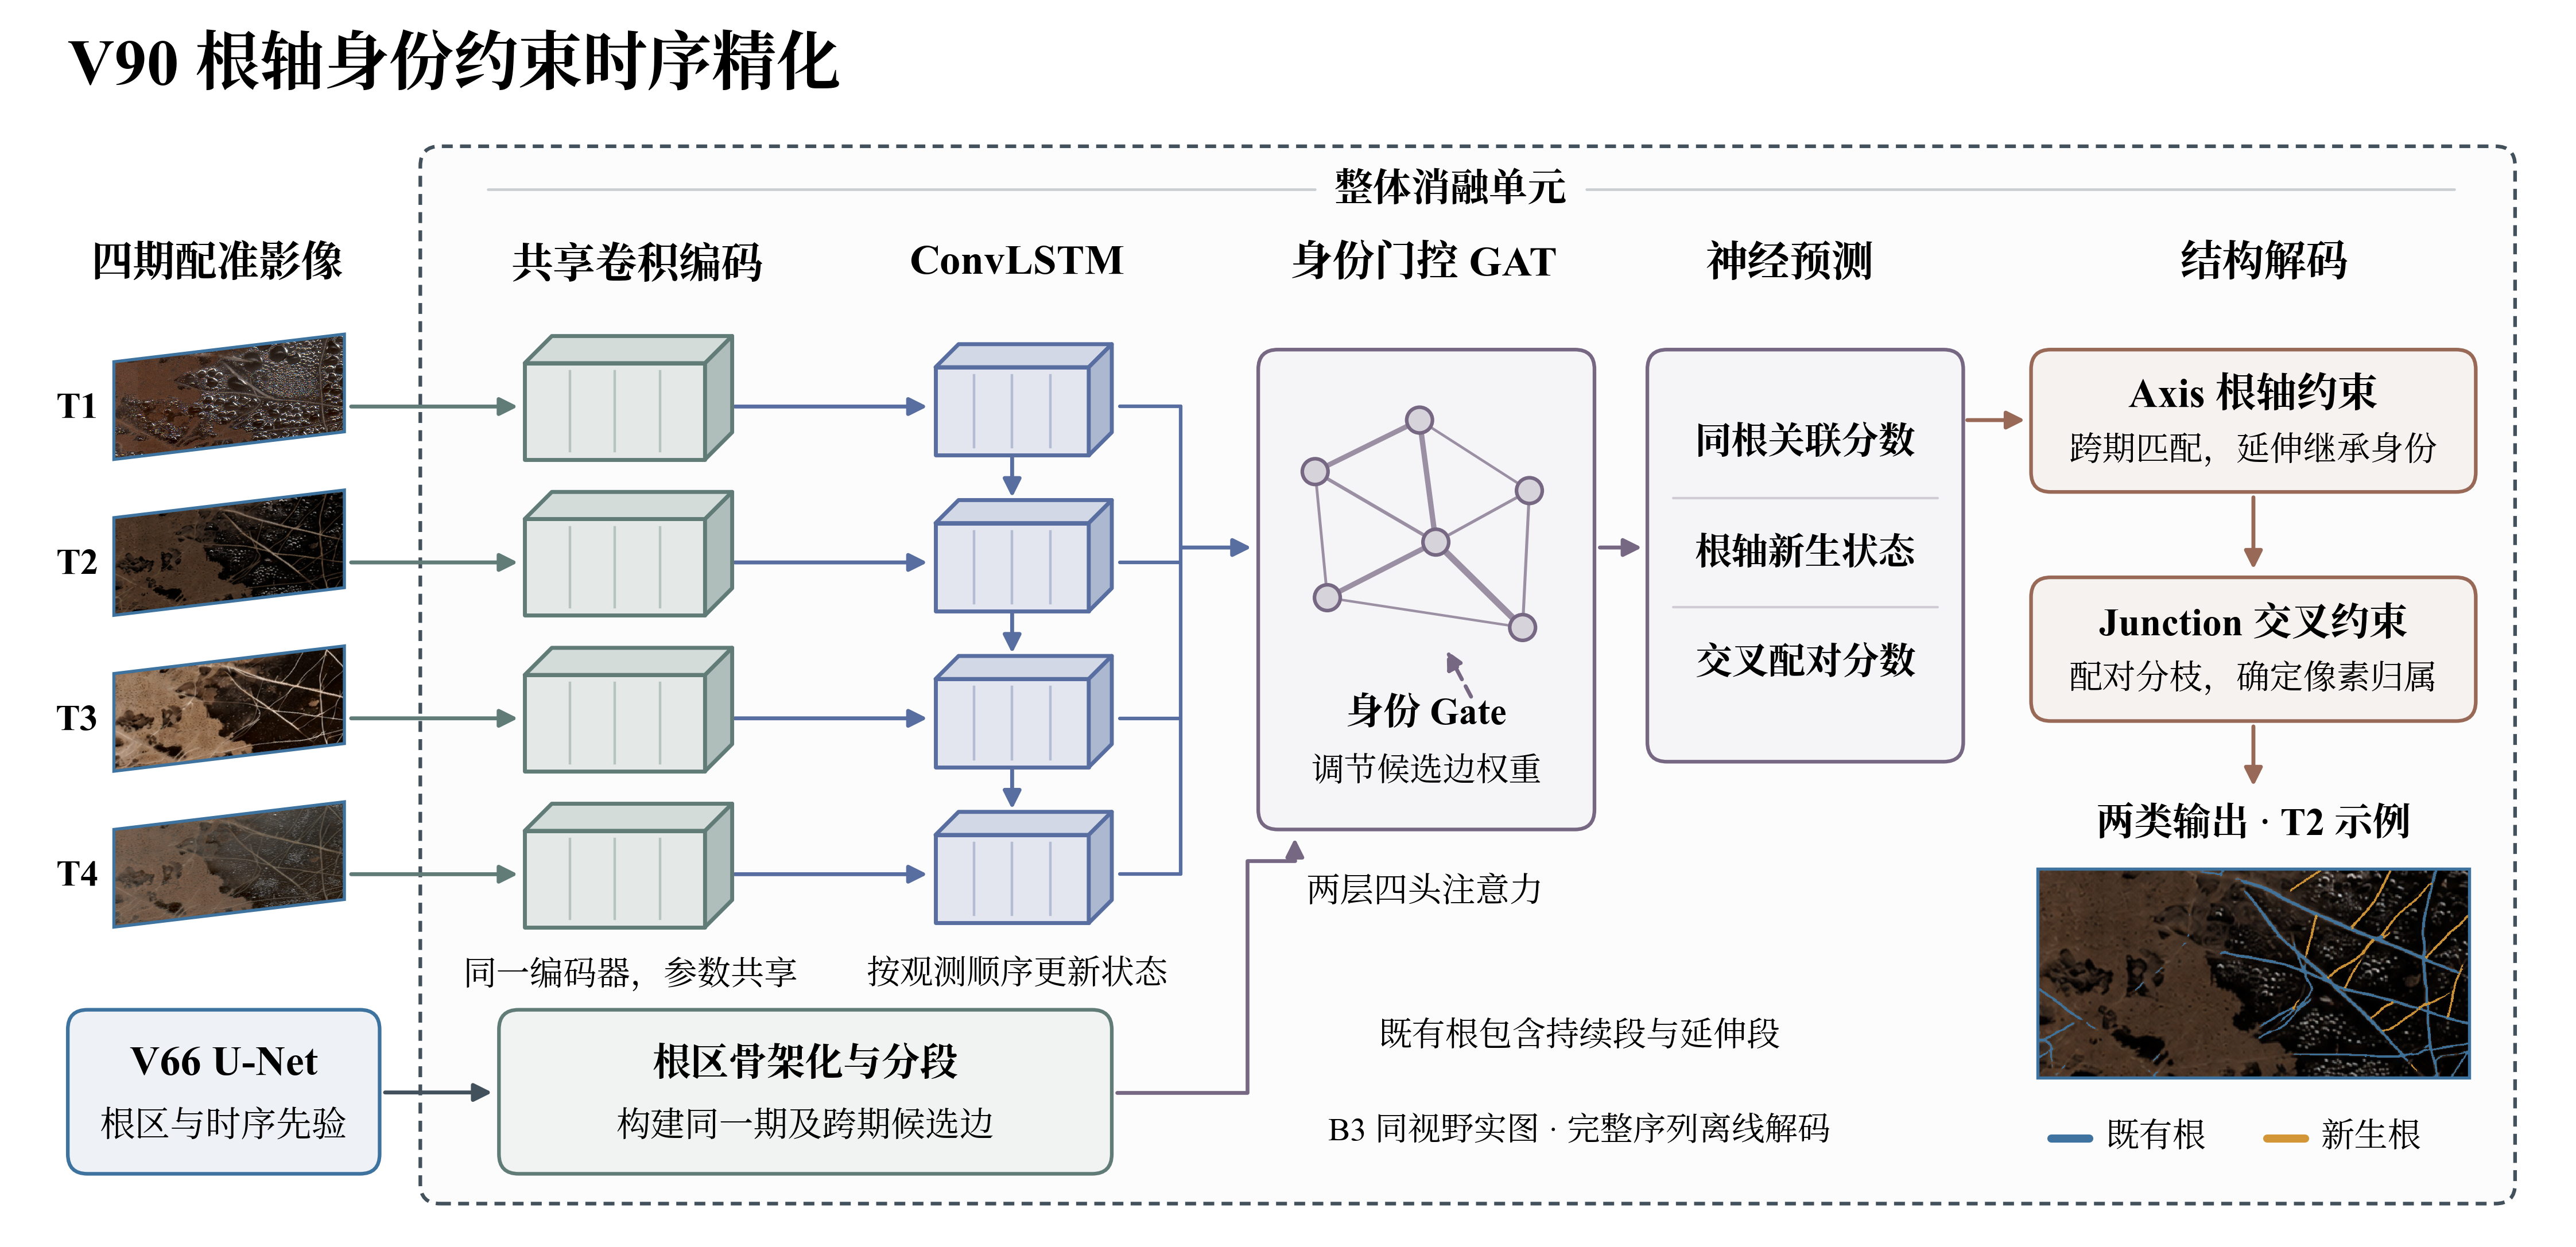 V90 根轴身份约束时序精化
整体消融单元
四期配准影像
共享卷积编码
ConvLSTM
身份门控 GAT
神经预测
结构解码
T1
T2
T3
T4
同一编码器，参数共享
按观测顺序更新状态
身份 Gate
调节候选边权重
两层四头注意力
同根关联分数
根轴新生状态
交叉配对分数
Axis 根轴约束
跨期匹配，延伸继承身份
Junction 交叉约束
配对分枝，确定像素归属
两类输出 · T2 示例
既有根
新生根
V66 U-Net
根区与时序先验
根区骨架化与分段
构建同一期及跨期候选边
既有根包含持续段与延伸段
B3 同视野实图 · 完整序列离线解码